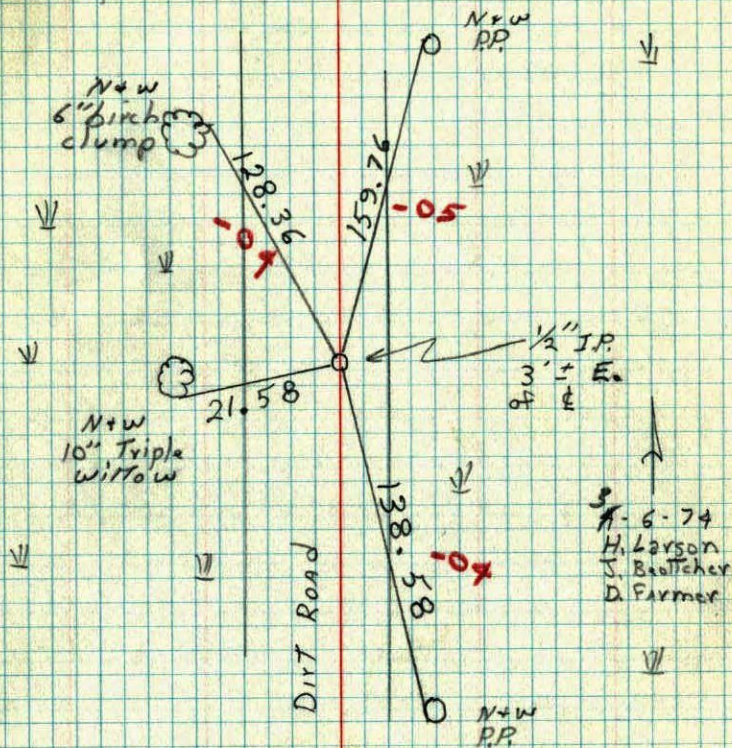 N+W
P.P.
N+W
6" birch
clump
128.36
-04
159.76
-05
1/2" I.P.
3' ± E.
of ℄
21.58
N+W
10" Triple
willow
138.58
-04
3
-6-74
H. Larson
J. Brottcher
D. Farmer
Dirt Road
N+W
P.P.